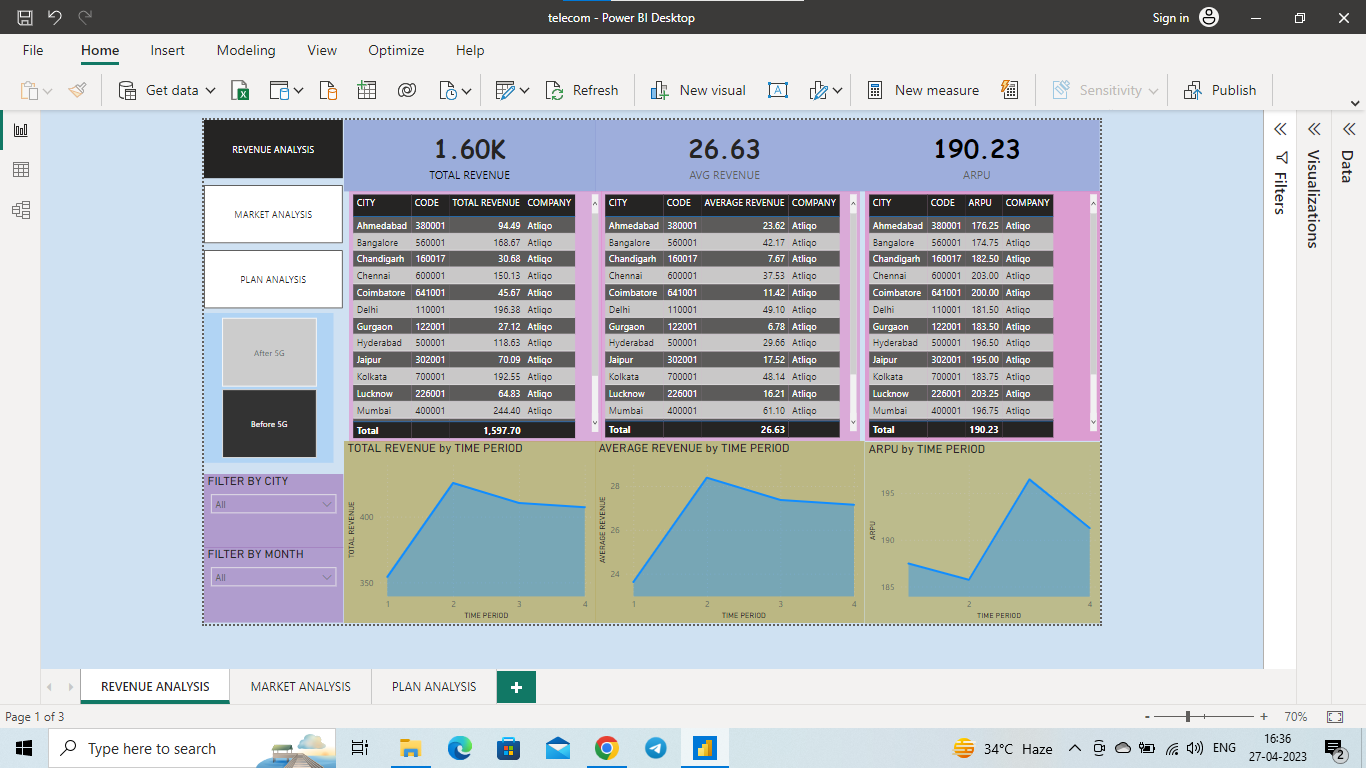 telecom - Power BI Desktop
Sign in
File Home Insert Modeling View Optimize Help
Get data Refresh New visual New measure Sensitivity Publish
REVENUE ANALYSIS
MARKET ANALYSIS
PLAN ANALYSIS
After 5G
Before 5G
FILTER BY CITY
All
FILTER BY MONTH
All
1.60K
TOTAL REVENUE
26.63
AVG REVENUE
190.23
ARPU
CITY CODE TOTAL REVENUE COMPANY
Ahmedabad 380001 94.49 Atliqo
Bangalore 560001 168.67 Atliqo
Chandigarh 160017 30.68 Atliqo
Chennai 600001 150.13 Atliqo
Coimbatore 641001 45.67 Atliqo
Delhi 110001 196.38 Atliqo
Gurgaon 122001 27.12 Atliqo
Hyderabad 500001 118.63 Atliqo
Jaipur 302001 70.09 Atliqo
Kolkata 700001 192.55 Atliqo
Lucknow 226001 64.83 Atliqo
Mumbai 400001 244.40 Atliqo
Total 1,597.70
CITY CODE AVERAGE REVENUE COMPANY
Ahmedabad 380001 23.62 Atliqo
Bangalore 560001 42.17 Atliqo
Chandigarh 160017 7.67 Atliqo
Chennai 600001 37.53 Atliqo
Coimbatore 641001 11.42 Atliqo
Delhi 110001 49.10 Atliqo
Gurgaon 122001 6.78 Atliqo
Hyderabad 500001 29.66 Atliqo
Jaipur 302001 17.52 Atliqo
Kolkata 700001 48.14 Atliqo
Lucknow 226001 16.21 Atliqo
Mumbai 400001 61.10 Atliqo
Total 26.63
CITY CODE ARPU COMPANY
Ahmedabad 380001 176.25 Atliqo
Bangalore 560001 174.75 Atliqo
Chandigarh 160017 182.50 Atliqo
Chennai 600001 203.00 Atliqo
Coimbatore 641001 200.00 Atliqo
Delhi 110001 181.50 Atliqo
Gurgaon 122001 183.50 Atliqo
Hyderabad 500001 196.50 Atliqo
Jaipur 302001 195.00 Atliqo
Kolkata 700001 183.75 Atliqo
Lucknow 226001 203.25 Atliqo
Mumbai 400001 196.75 Atliqo
Total 190.23
TOTAL REVENUE by TIME PERIOD
TOTAL REVENUE
400
350
1 2 3 4
TIME PERIOD
AVERAGE REVENUE by TIME PERIOD
AVERAGE REVENUE
28
26
24
1 2 3 4
TIME PERIOD
ARPU by TIME PERIOD
ARPU
195
190
185
2 4
TIME PERIOD
Filters
Visualizations
Data
REVENUE ANALYSIS MARKET ANALYSIS PLAN ANALYSIS +
Page 1 of 3
- + 70%
Type here to search
34°C Haze
ENG
16:36
27-04-2023
2